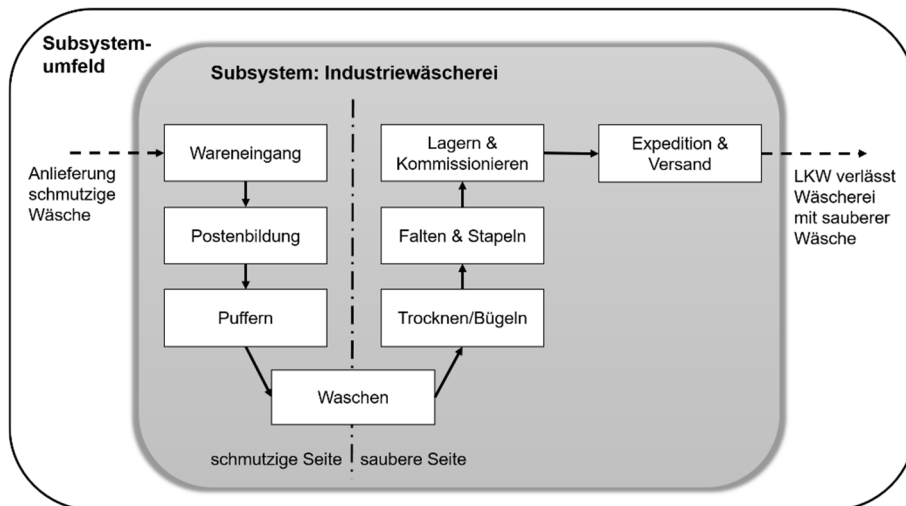 Subsystem-
umfeld
Subsystem: Industriewäscherei
Anlieferung
schmutzige
Wäsche
Wareneingang
Postenbildung
Puffern
Waschen
Trocknen/Bügeln
Falten & Stapeln
Lagern &
Kommissionieren
Expedition &
Versand
LKW verlässt
Wäscherei
mit sauberer
Wäsche
schmutzige Seite
saubere Seite